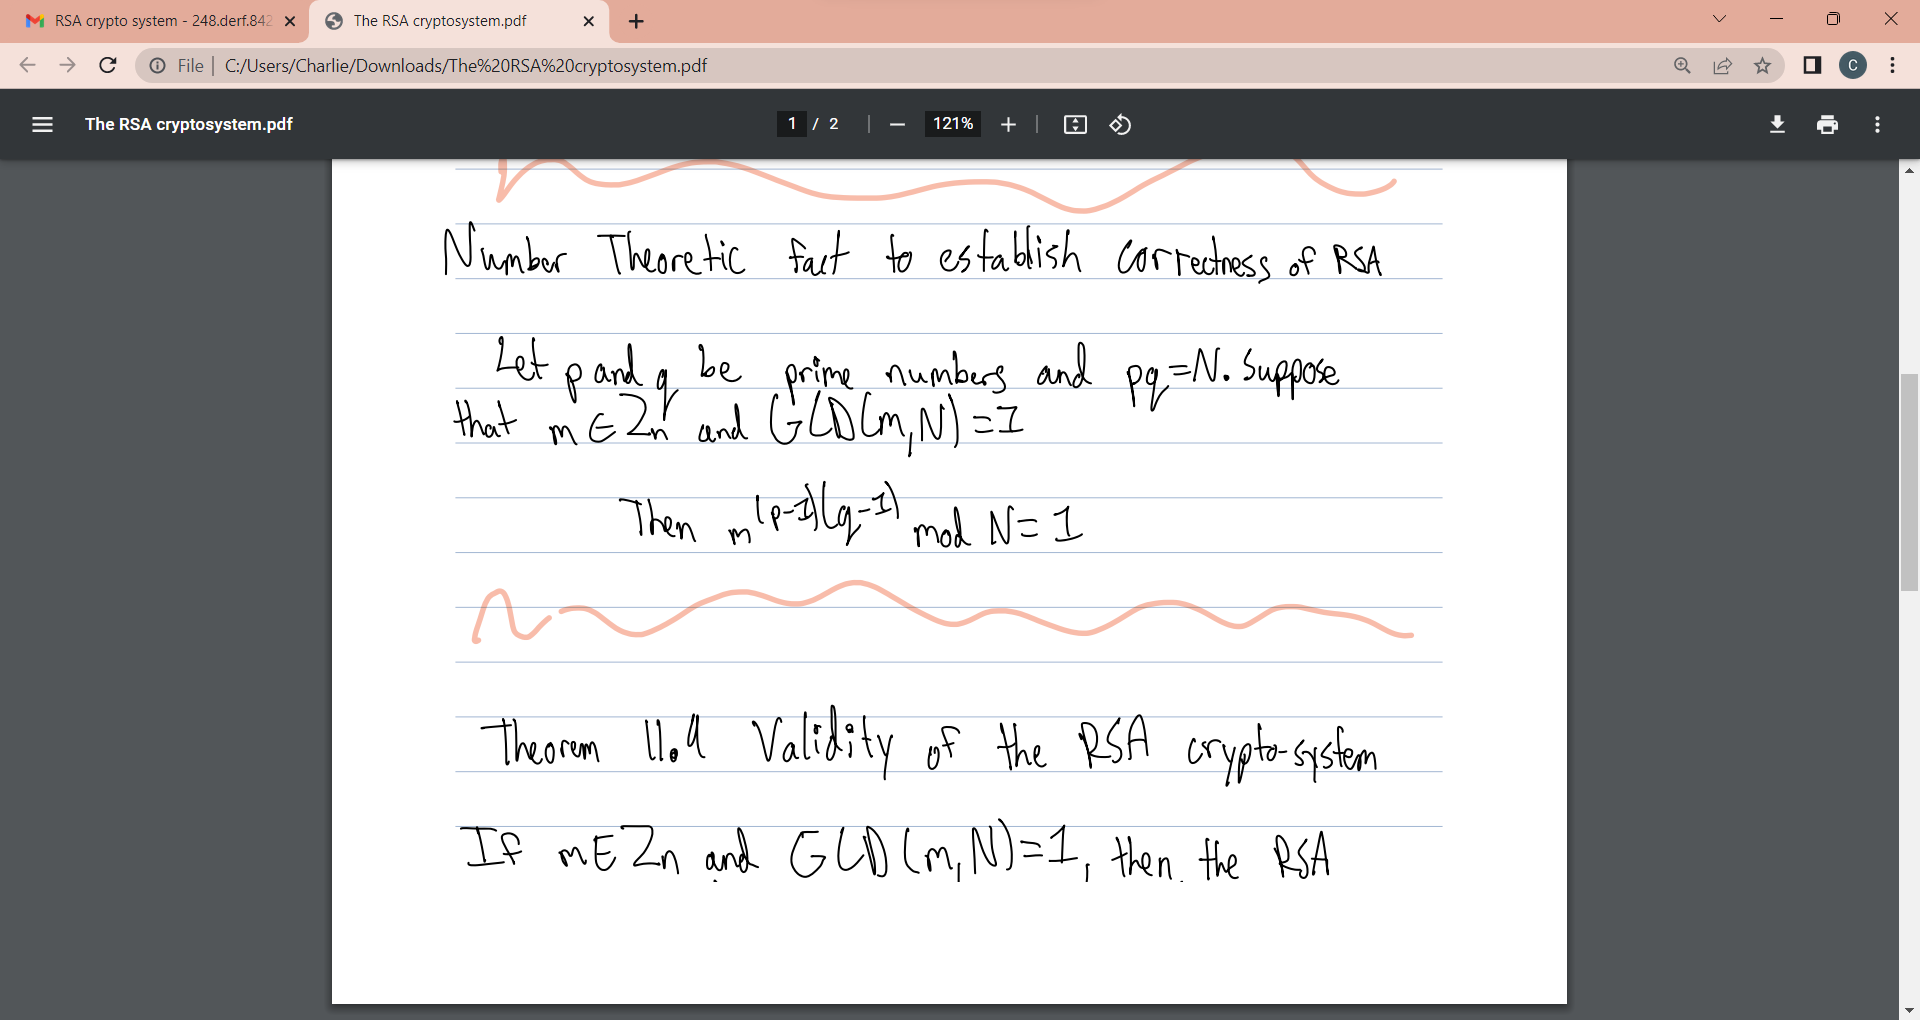 RSA crypto system - 248.derf.842
The RSA cryptosystem.pdf
File | C:/Users/Charlie/Downloads/The%20RSA%20cryptosystem.pdf
C
The RSA cryptosystem.pdf
1 / 2
121%
Number Theoretic fact to establish correctness of RSA
Let p and q be prime numbers and pq=N. Suppose
that m ∈ Zn and GCD(m,N)=1
Then m^(p-1)(q-1) mod N=1
Theorem 11.9 Validity of the RSA crypto-system
If m∈Zn and GCD(m,N)=1, then the RSA